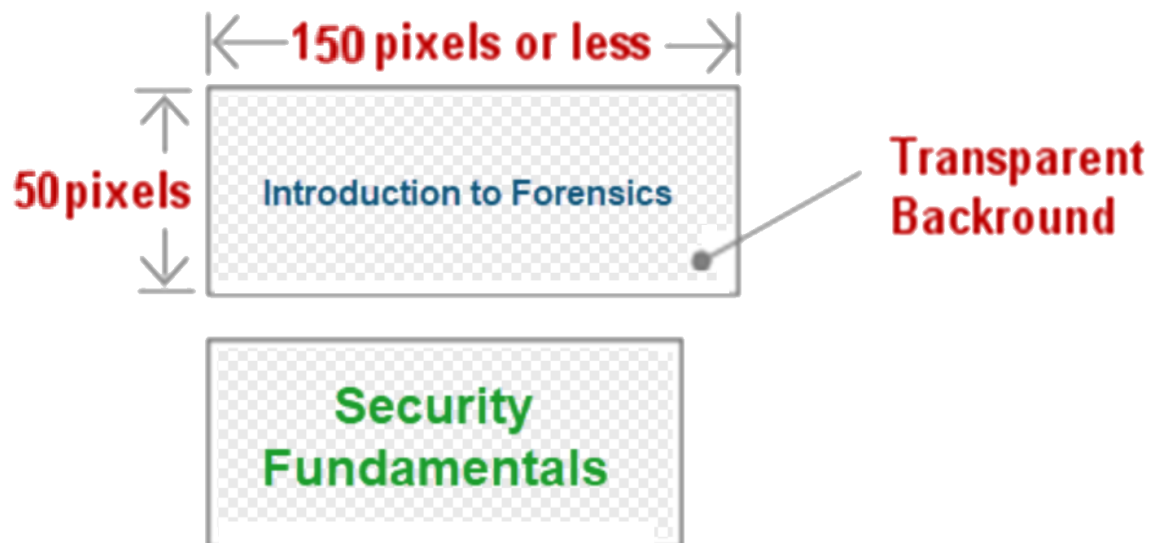 150 pixels or less
50 pixels
Introduction to Forensics
Transparent
Backround
Security
Fundamentals